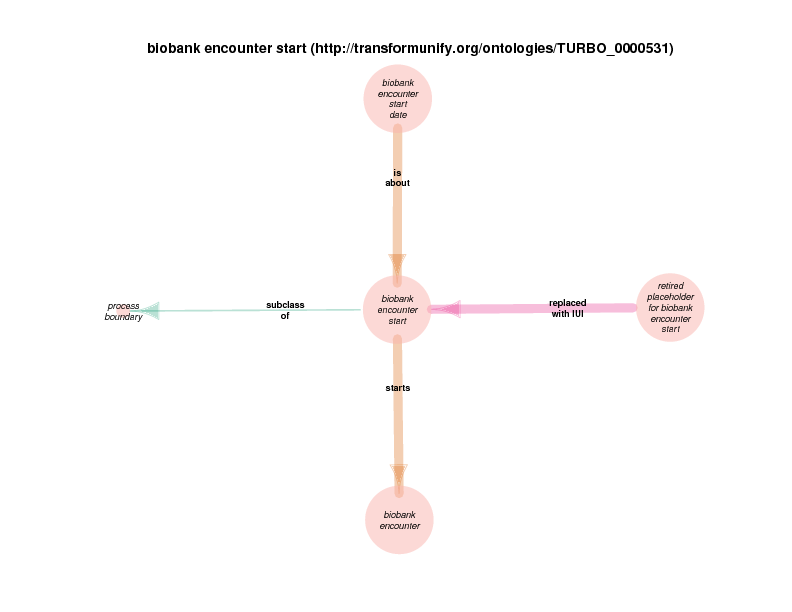 biobank encounter start (http://transformunify.org/ontologies/TURBO_0000531)
biobank
encounter
start
date
is
about
process
boundary
subclass
of
biobank
encounter
start
replaced
with IUI
retired
placeholder
for biobank
encounter
start
starts
biobank
encounter